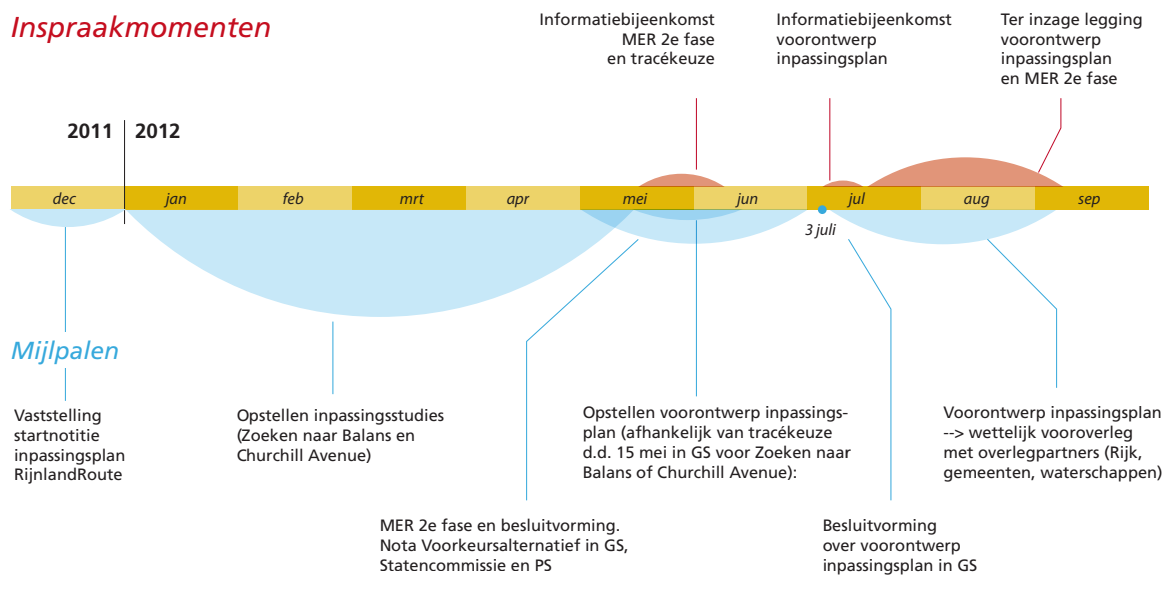 Inspraakmomenten
Informatiebijeenkomst
MER 2e fase
en tracékeuze
Informatiebijeenkomst
voorontwerp
inpassingsplan
Ter inzage legging
voorontwerp
inpassingsplan
en MER 2e fase
2011 2012
dec jan feb mrt apr mei jun jul aug sep
3 juli
Mijlpalen
Vaststelling
startnotitie
inpassingsplan
RijnlandRoute
Opstellen inpassingsstudies
(Zoeken naar Balans en
Churchill Avenue)
Opstellen voorontwerp inpassings-
plan (afhankelijk van tracékeuze
d.d. 15 mei in GS voor Zoeken naar
Balans of Churchill Avenue):
Voorontwerp inpassingsplan
--> wettelijk vooroverleg
met overlegpartners (Rijk,
gemeenten, waterschappen)
MER 2e fase en besluitvorming.
Nota Voorkeursalternatief in GS,
Statencommissie en PS
Besluitvorming
over voorontwerp
inpassingsplan in GS